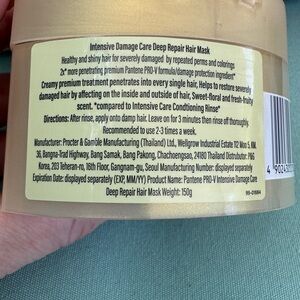 Intensive Damage Care Deep Repair Hair Mask
Healthy and shiny hair for severely damaged by repeated perms and colorings
2x* more penetrating premium Pantene PRO-V formula/damage protection ingredient*
Creamy premium treatment penetrates into every single hair, helps to restore severely
damaged hair by affecting on the inside and outside of hair, Sweet-floral and fresh-fruity
scent. *compared to Intensive Care Conditioning Rinse*
Directions: After rinse, apply onto damp hair. Leave on for 3 minutes then rinse off thoroughly.
Recommended to use 2-3 times a week.
Manufacturer: Procter & Gamble Manufacturing (Thailand) Ltd., Wellgrow Industrial Estate 112 Moo 5, KM.
36, Bangna-Trad Highway, Bang Samak, Bang Pakong, Chachoengsao, 24180 Thailand Distributor: P&G
Korea, 203 Teheran-ro, 16th Floor, Gangnam-gu, Seoul Manufacturing Number: displayed separately
Expiration Date: displayed separately (EXP, MM/YY) Product Name: Pantene PRO-V Intensive Damage Care
Deep Repair Hair Mask Weight: 150g